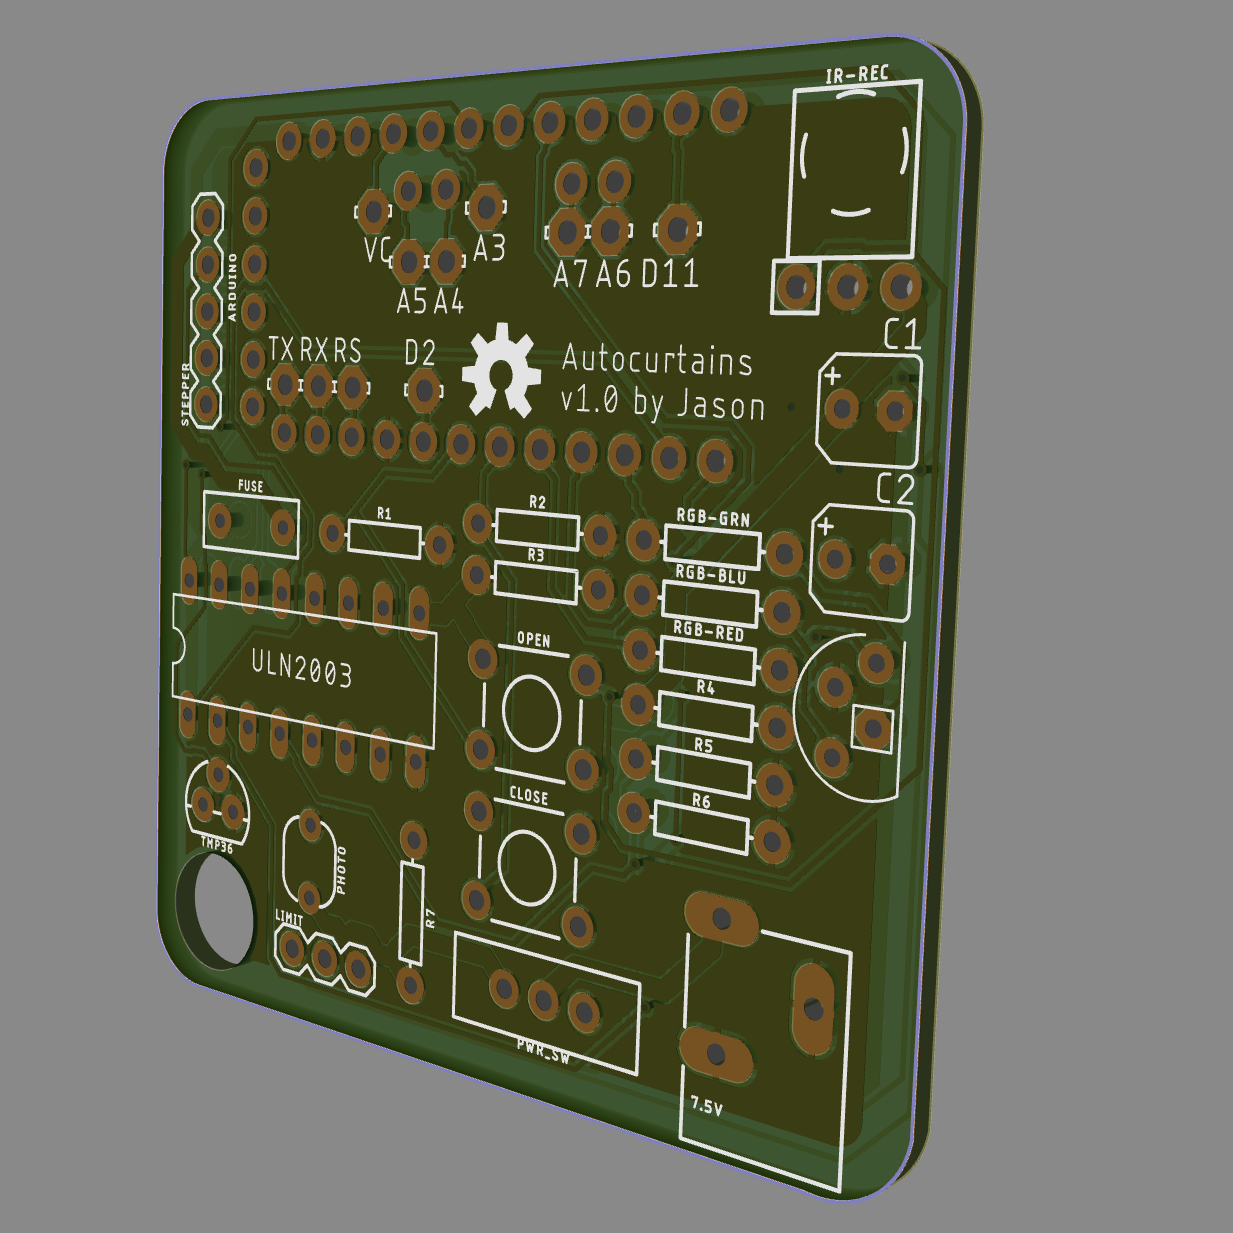 IR-REC
ARDUINO
STEPPER
VC
A3
A5 A4
A7 A6 D11
TX RX RS
D2
Autocurtains
v1.0 by Jason
C1
C2
FUSE
R1
R2
R3
RGB-GRN
RGB-BLU
RGB-RED
R4
R5
R6
ULN2003
OPEN
CLOSE
TMP36
PHOTO
LIMIT
R7
PWR_SW
7.5V